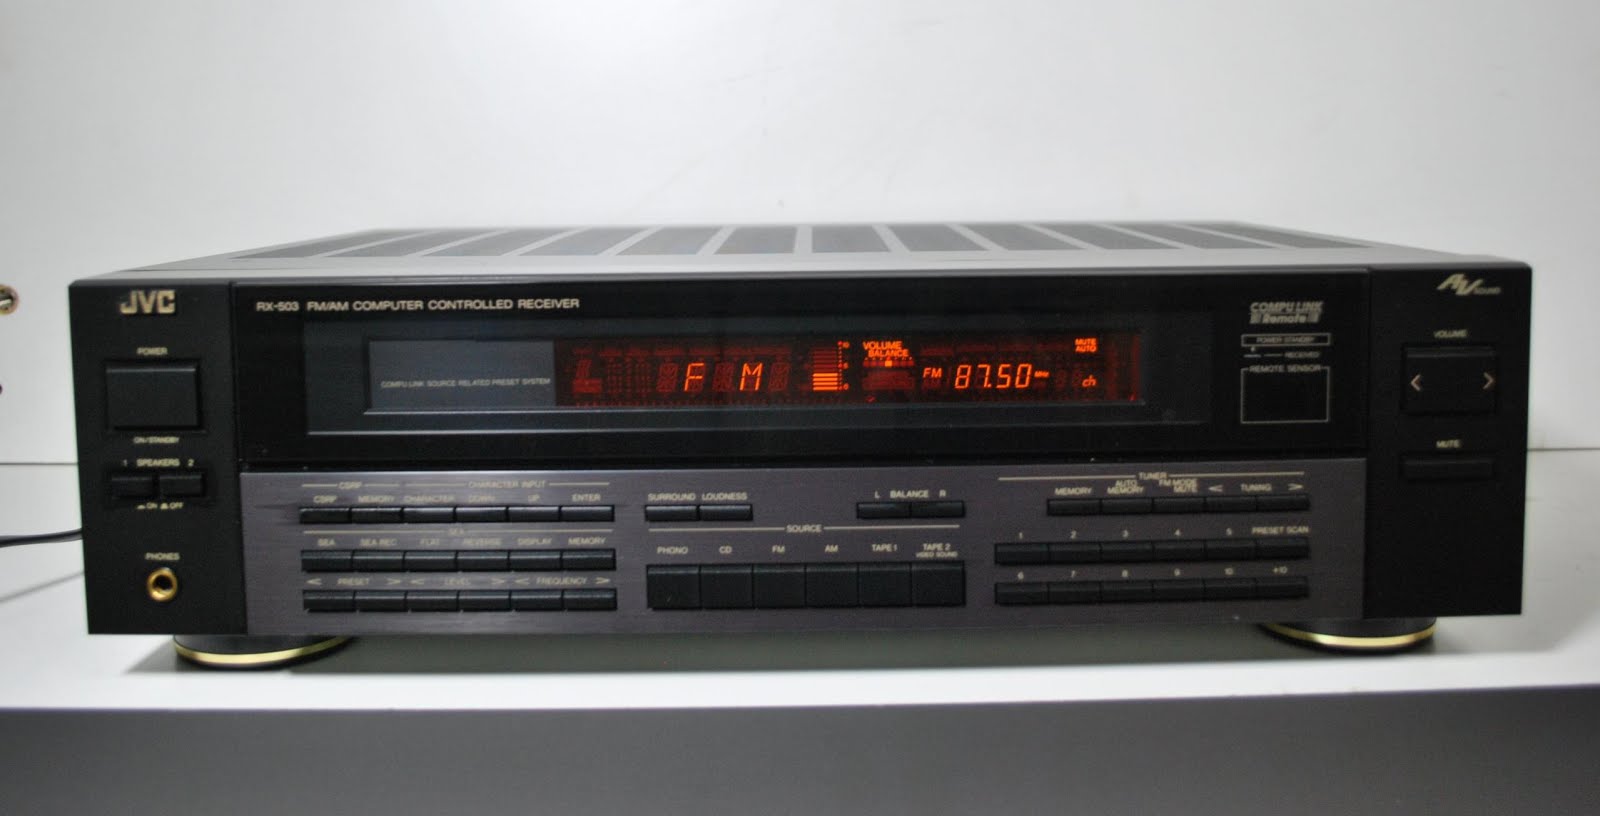 JVC
RX-503 FM/AM COMPUTER CONTROLLED RECEIVER
COMPU LINK
Remote
AV SOUND
POWER
ON/STANDBY
1 SPEAKERS 2
ON OFF
PHONES
COMPU LINK SOURCE RELATED PRESET SYSTEM
F M
VOLUME
BALANCE
FM 87.50 MHz
MUTE
AUTO
ch
POWER STANDBY
RECEIVED
REMOTE SENSOR
VOLUME
< >
MUTE
CSRP CHARACTER INPUT
CSRP MEMORY CHARACTER DOWN UP ENTER
SEA
SEA SEA REC FLAT REVERSE DISPLAY MEMORY
< PRESET > < LEVEL > < FREQUENCY >
SURROUND LOUDNESS
L BALANCE R
SOURCE
PHONO CD FM AM TAPE 1 TAPE 2
VIDEO SOUND
TUNER
MEMORY AUTO MEMORY FM MODE MUTE < TUNING >
1 2 3 4 5 PRESET SCAN
6 7 8 9 10 +10